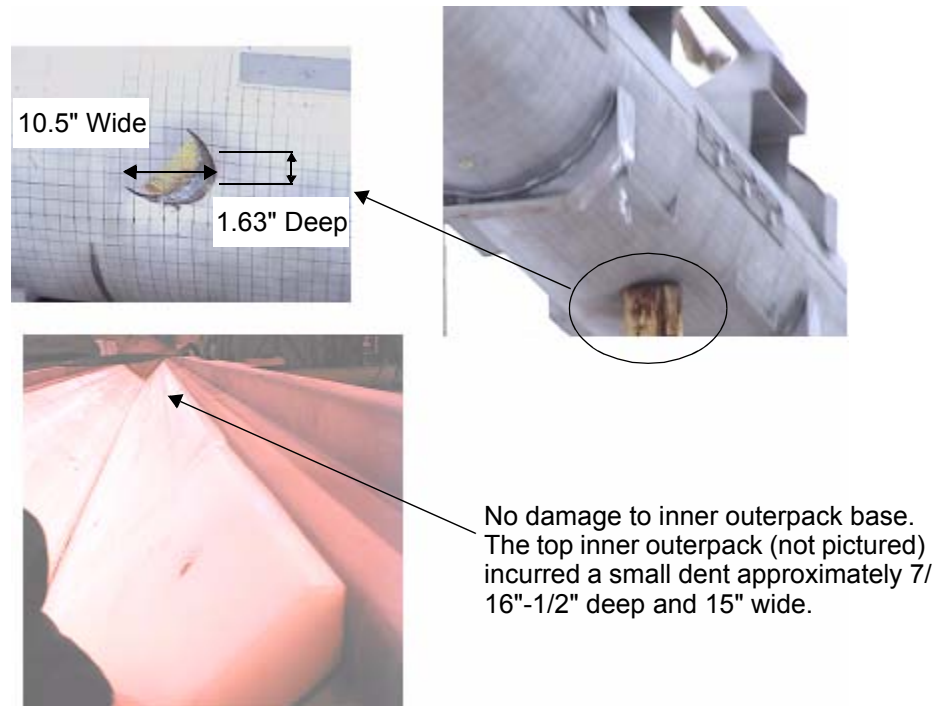 10.5" Wide
1.63" Deep
No damage to inner outerpack base.
The top inner outerpack (not pictured)
incurred a small dent approximately 7/
16"-1/2" deep and 15" wide.